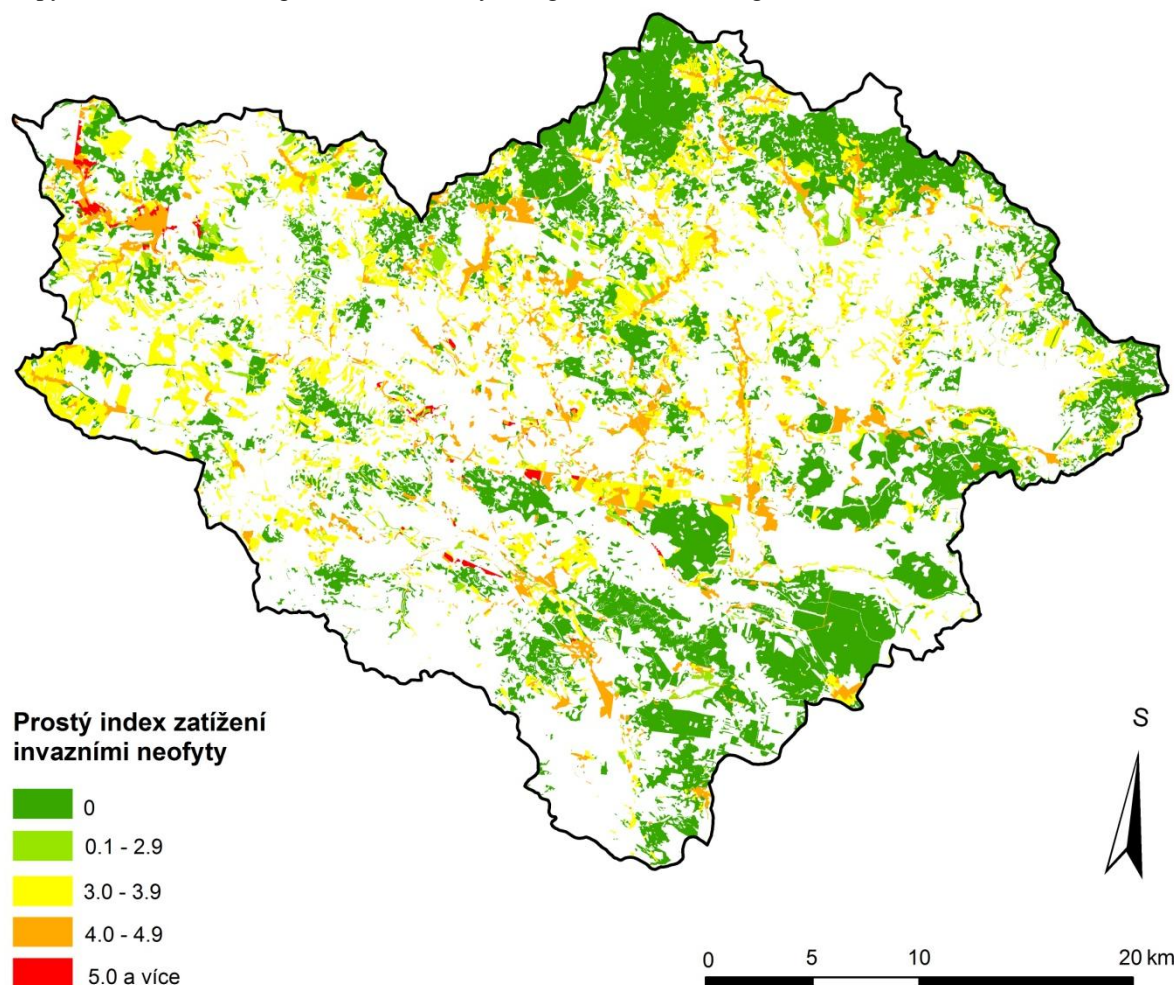 Prostý index zatížení
invazními neofyty
0
0.1 - 2.9
3.0 - 3.9
4.0 - 4.9
5.0 a více
S
0 5 10 20 km